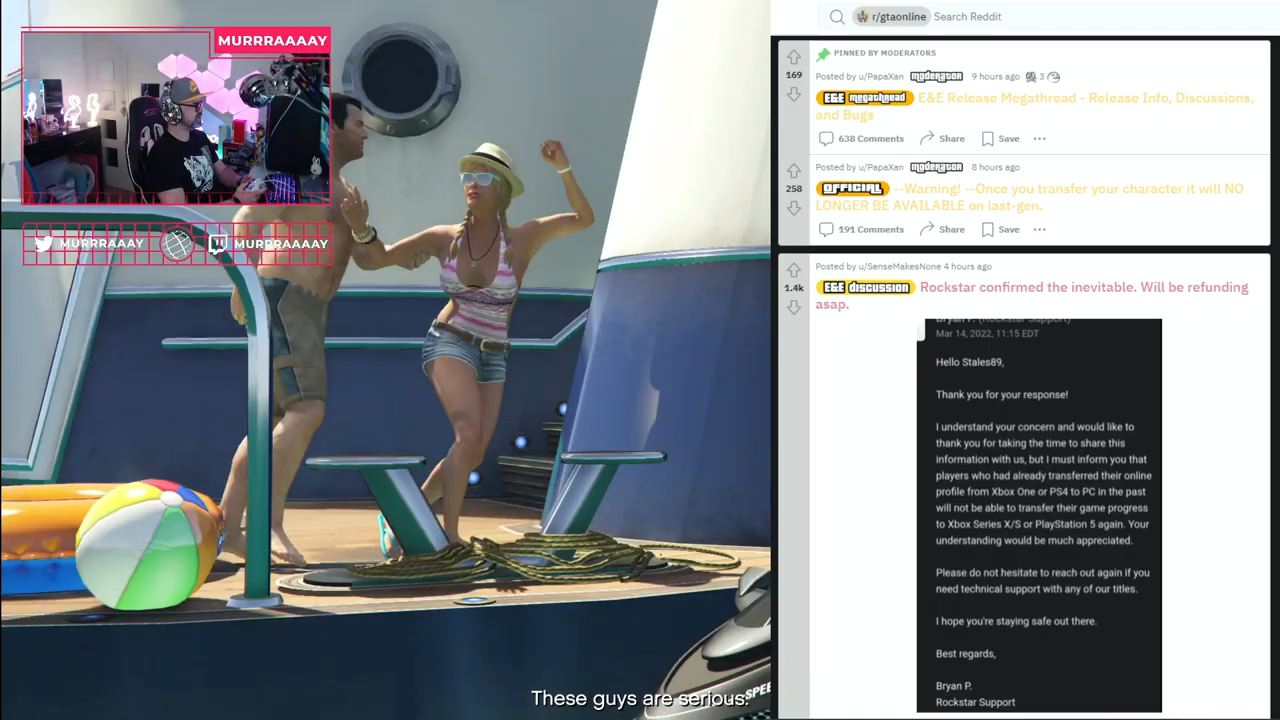 MURRRAAAAY
MURRRAAAY
MURRRAAAY
These guys are serious.
SPEE
r/gtaonline Search Reddit
PINNED BY MODERATORS
169
Posted by u/PapaXan moderator 9 hours ago 3
E&E megathread E&E Release Megathread - Release Info, Discussions,
and Bugs
638 Comments Share Save
Posted by u/PapaXan moderator 8 hours ago
258
OFFICIAL --Warning! --Once you transfer your character it will NO
LONGER BE AVAILABLE on last-gen.
191 Comments Share Save
Posted by u/SenseMakesNone 4 hours ago
1.4k
E&E discussion Rockstar confirmed the inevitable. Will be refunding
asap.
Bryan P. (Rockstar Support)
Mar 14, 2022, 11:15 EDT
Hello Stales89,
Thank you for your response!
I understand your concern and would like to
thank you for taking the time to share this
information with us, but I must inform you that
players who had already transferred their online
profile from Xbox One or PS4 to PC in the past
will not be able to transfer their game progress
to Xbox Series X/S or PlayStation 5 again. Your
understanding would be much appreciated.
Please do not hesitate to reach out again if you
need technical support with any of our titles.
I hope you're staying safe out there.
Best regards,
Bryan P.
Rockstar Support